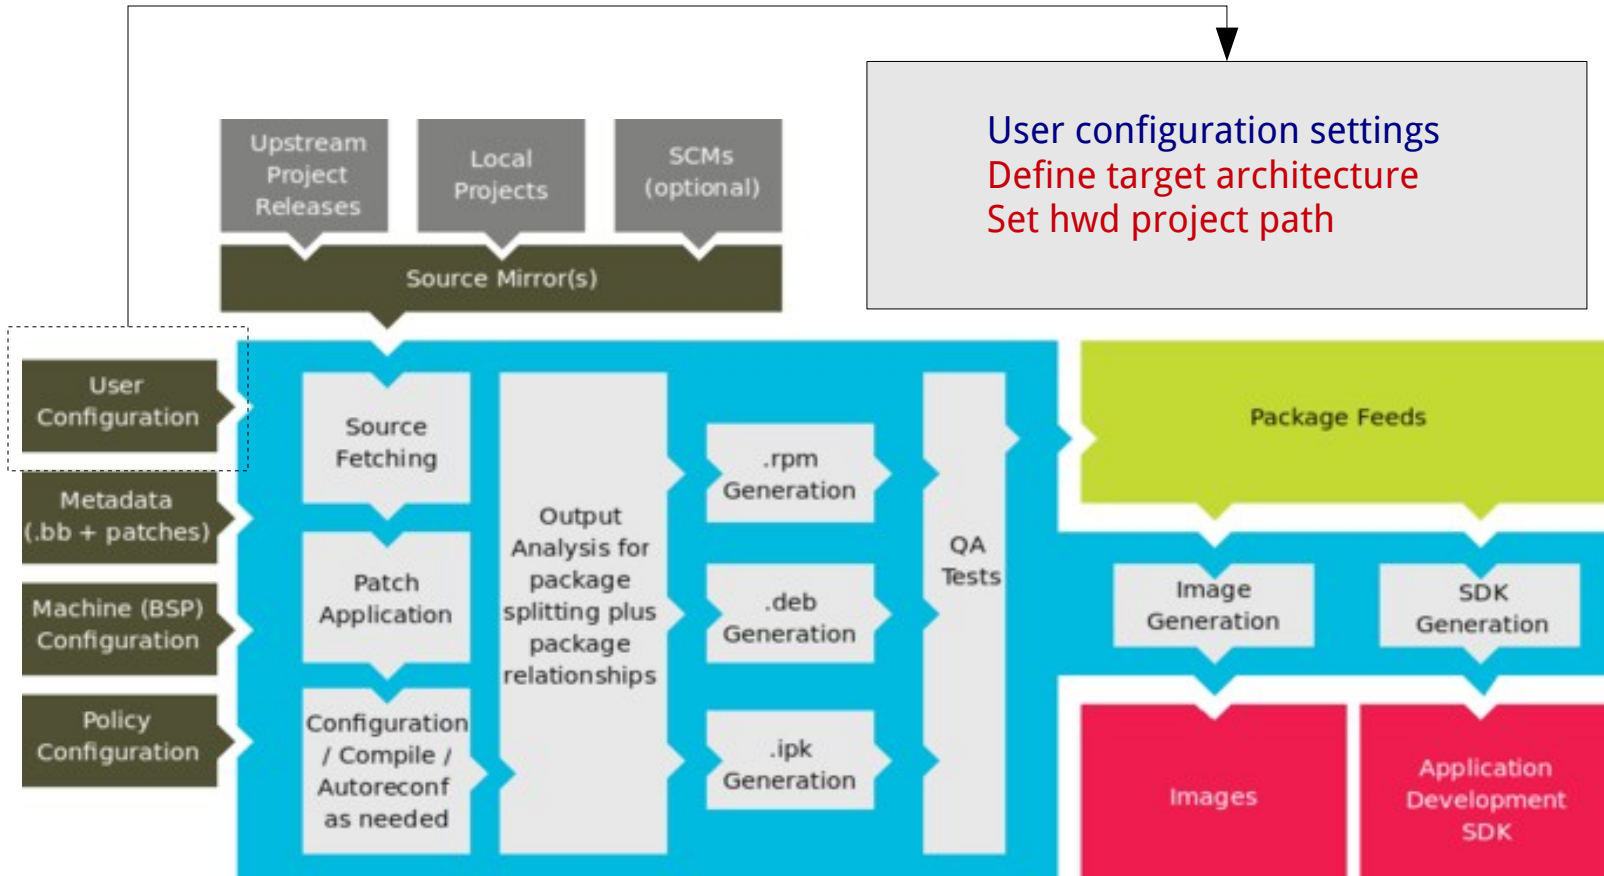 User configuration settings
Define target architecture
Set hwd project path
Upstream
Project
Releases
Local
Projects
SCMs
(optional)
Source Mirror(s)
User
Configuration
Metadata
(.bb + patches)
Machine (BSP)
Configuration
Policy
Configuration
Source
Fetching
Patch
Application
Configuration
/ Compile /
Autoreconf
as needed
Output
Analysis for
package
splitting plus
package
relationships
.rpm
Generation
.deb
Generation
.ipk
Generation
QA
Tests
Package Feeds
Image
Generation
SDK
Generation
Images
Application
Development
SDK